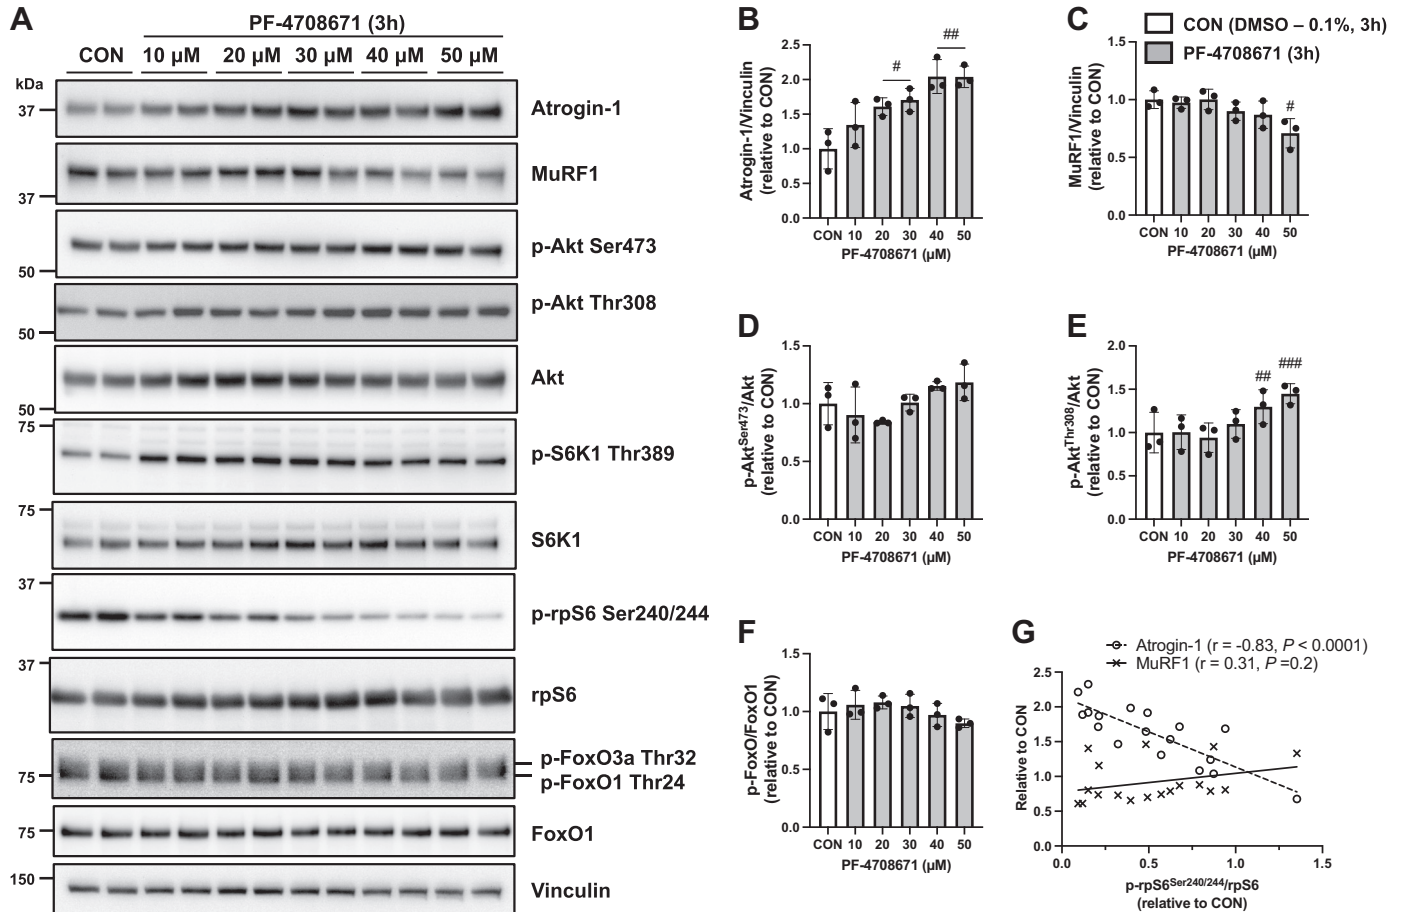 A
PF-4708671 (3h)
CON 10 µM 20 µM 30 µM 40 µM 50 µM
kDa
37 Atrogin-1
MuRF1
37
p-Akt Ser473
50
p-Akt Thr308
50
Akt
50
75
p-S6K1 Thr389
75
S6K1
37
p-rpS6 Ser240/244
37
rpS6
p-FoxO3a Thr32
75 p-FoxO1 Thr24
75 FoxO1
150 Vinculin
B
##
#
2.5
2.0
1.5
1.0
0.5
0.0
Atrogin-1/Vinculin
(relative to CON)
CON 10 20 30 40 50
PF-4708671 (µM)
C
CON (DMSO – 0.1%, 3h)
PF-4708671 (3h)
#
1.5
1.0
0.5
0.0
MuRF1/Vinculin
(relative to CON)
CON 10 20 30 40 50
PF-4708671 (µM)
D
1.5
1.0
0.5
0.0
p-AktSer473/Akt
(relative to CON)
CON 10 20 30 40 50
PF-4708671 (µM)
E
###
##
2.0
1.5
1.0
0.5
0.0
p-AktThr308/Akt
(relative to CON)
CON 10 20 30 40 50
PF-4708671 (µM)
F
1.5
1.0
0.5
0.0
p-FoxO/FoxO1
(relative to CON)
CON 10 20 30 40 50
PF-4708671 (µM)
G
Atrogin-1 (r = -0.83, P < 0.0001)
MuRF1 (r = 0.31, P =0.2)
2.5
2.0
1.5
1.0
0.5
0.0
Relative to CON
0.0 0.5 1.0 1.5
p-rpS6Ser240/244/rpS6
(relative to CON)